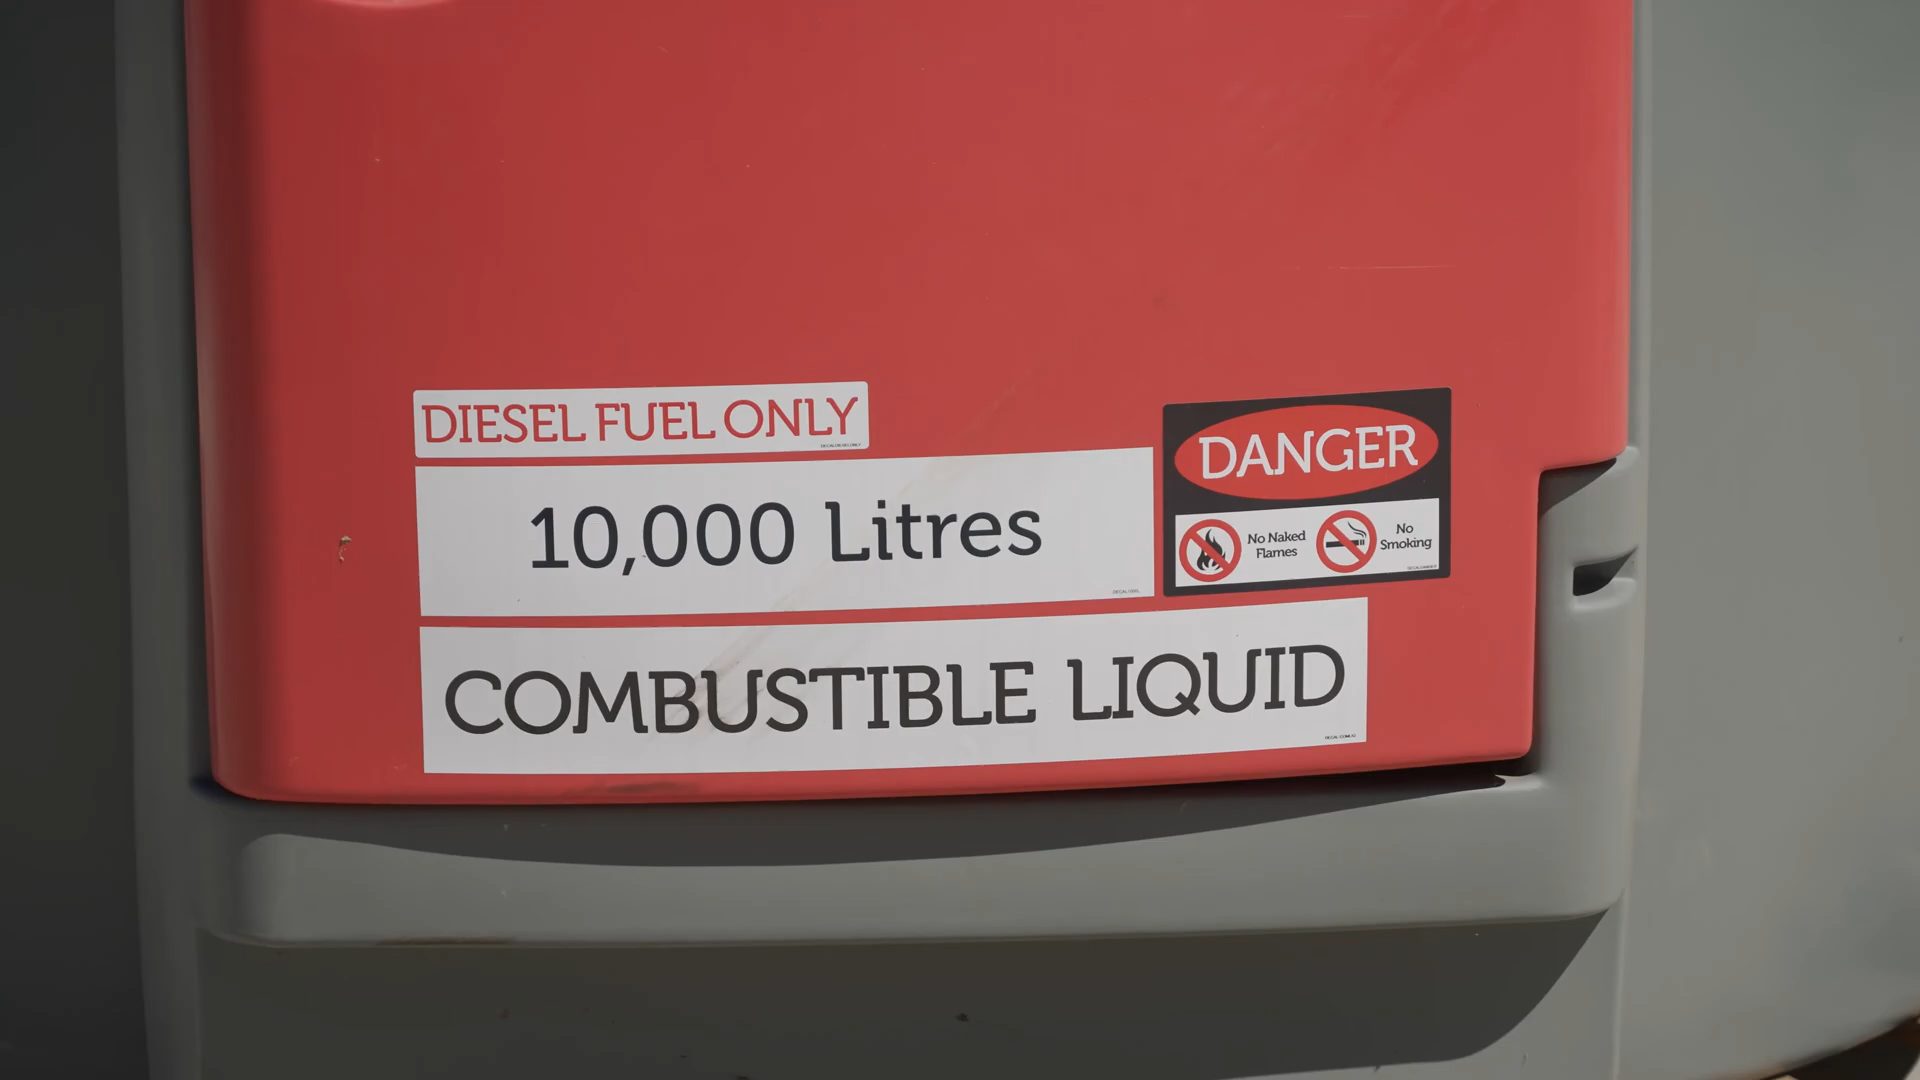 DIESEL FUEL ONLY
10,000 Litres
COMBUSTIBLE LIQUID
DANGER
No Naked
Flames
No
Smoking